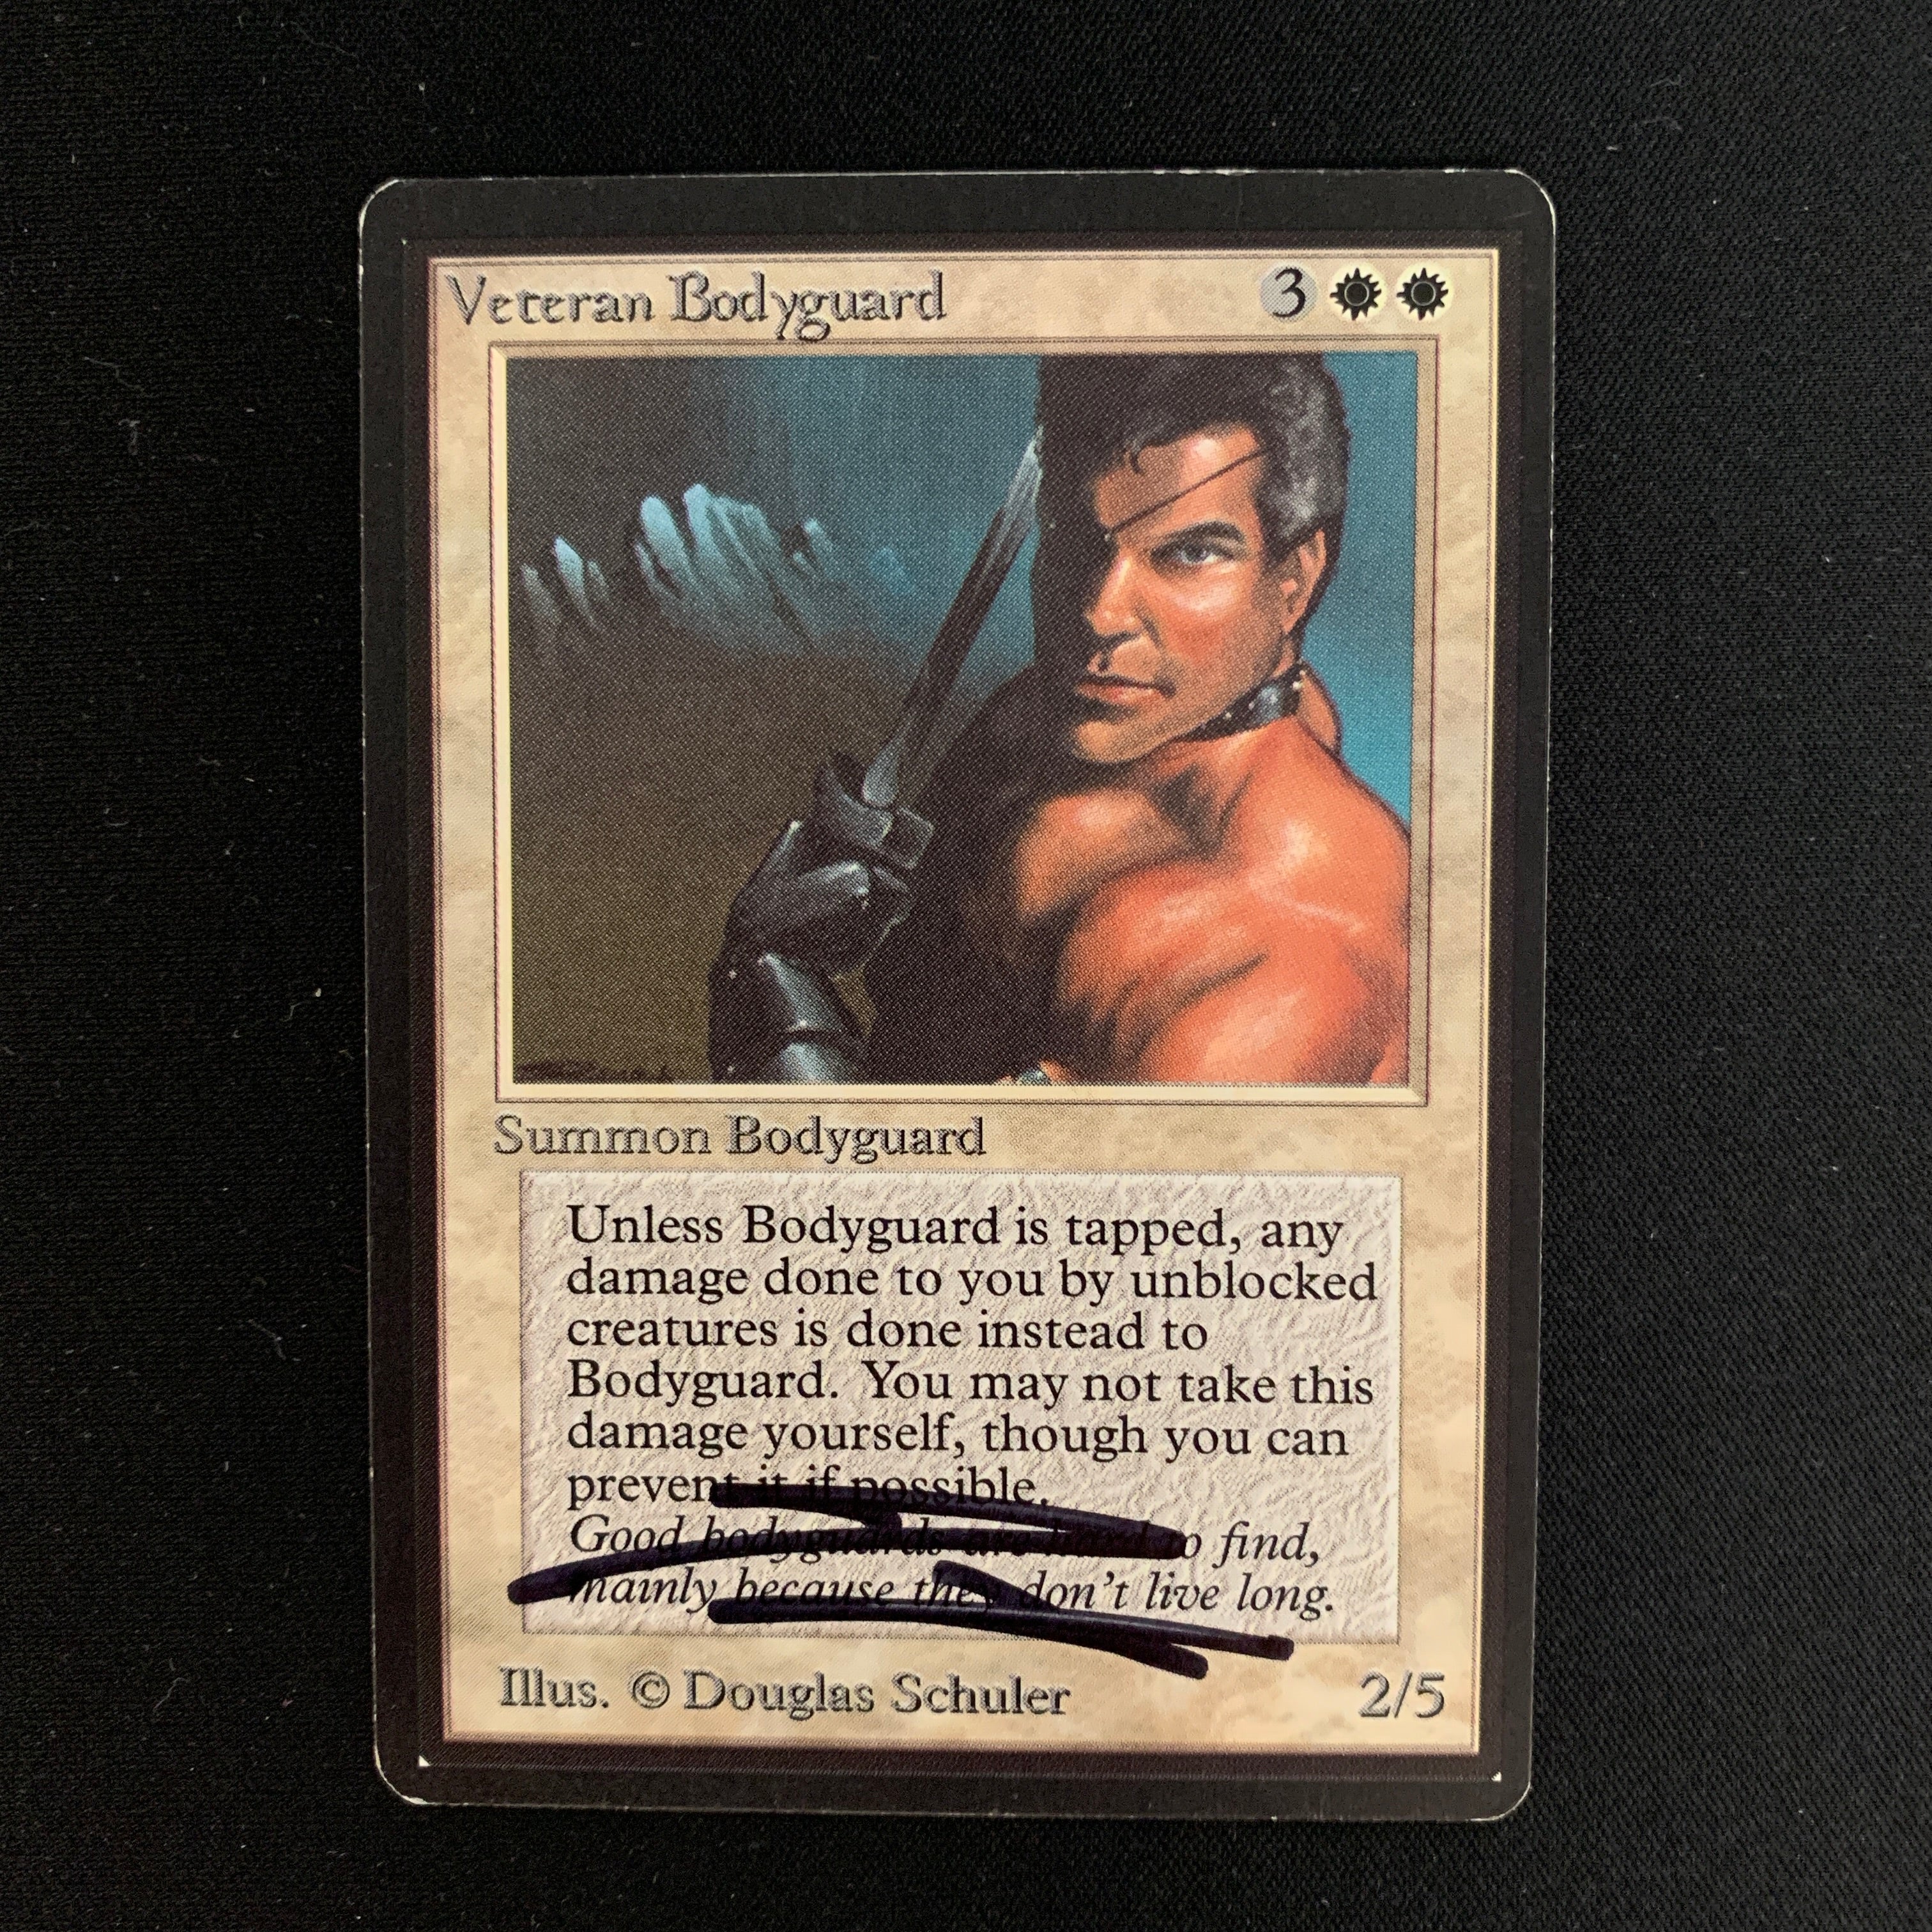 Veteran Bodyguard 3
Summon Bodyguard
Unless Bodyguard is tapped, any
damage done to you by unblocked
creatures is done instead to
Bodyguard. You may not take this
damage yourself, though you can
prevent it if possible.
Good bodyguards are hard to find,
mainly because they don't live long.
Illus. © Douglas Schuler 2/5